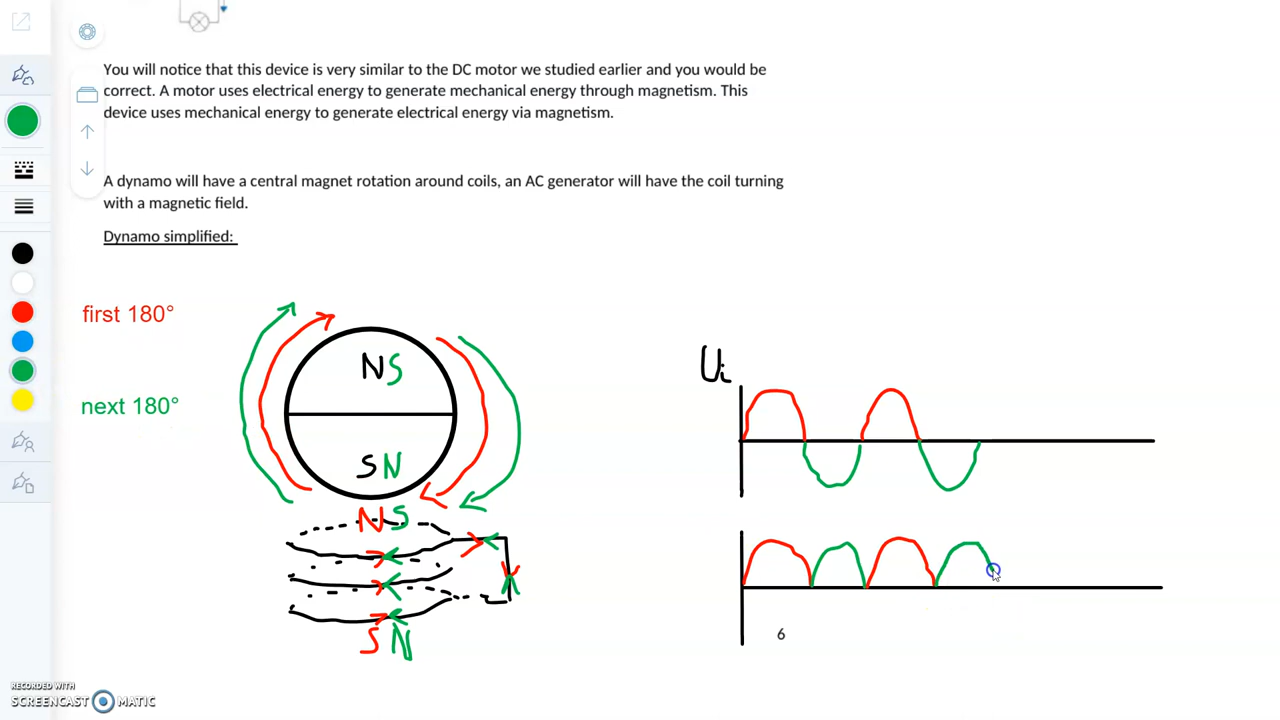 You will notice that this device is very similar to the DC motor we studied earlier and you would be
correct. A motor uses electrical energy to generate mechanical energy through magnetism. This
device uses mechanical energy to generate electrical energy via magnetism.
A dynamo will have a central magnet rotation around coils, an AC generator will have the coil turning
with a magnetic field.
Dynamo simplified:
first 180°
next 180°
NS
SN
NS
SN
Ui
6
RECORDED WITH
SCREENCAST MATIC